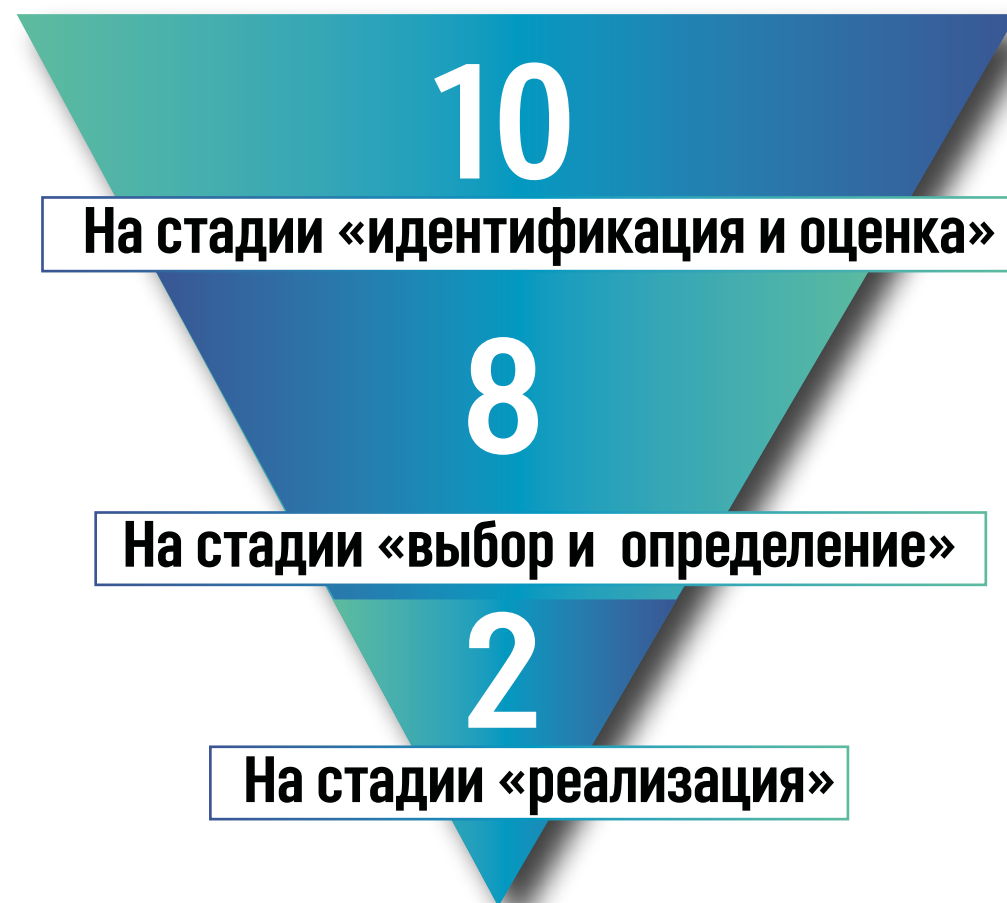 10
На стадии «идентификация и оценка»
8
На стадии «выбор и определение»
2
На стадии «реализация»